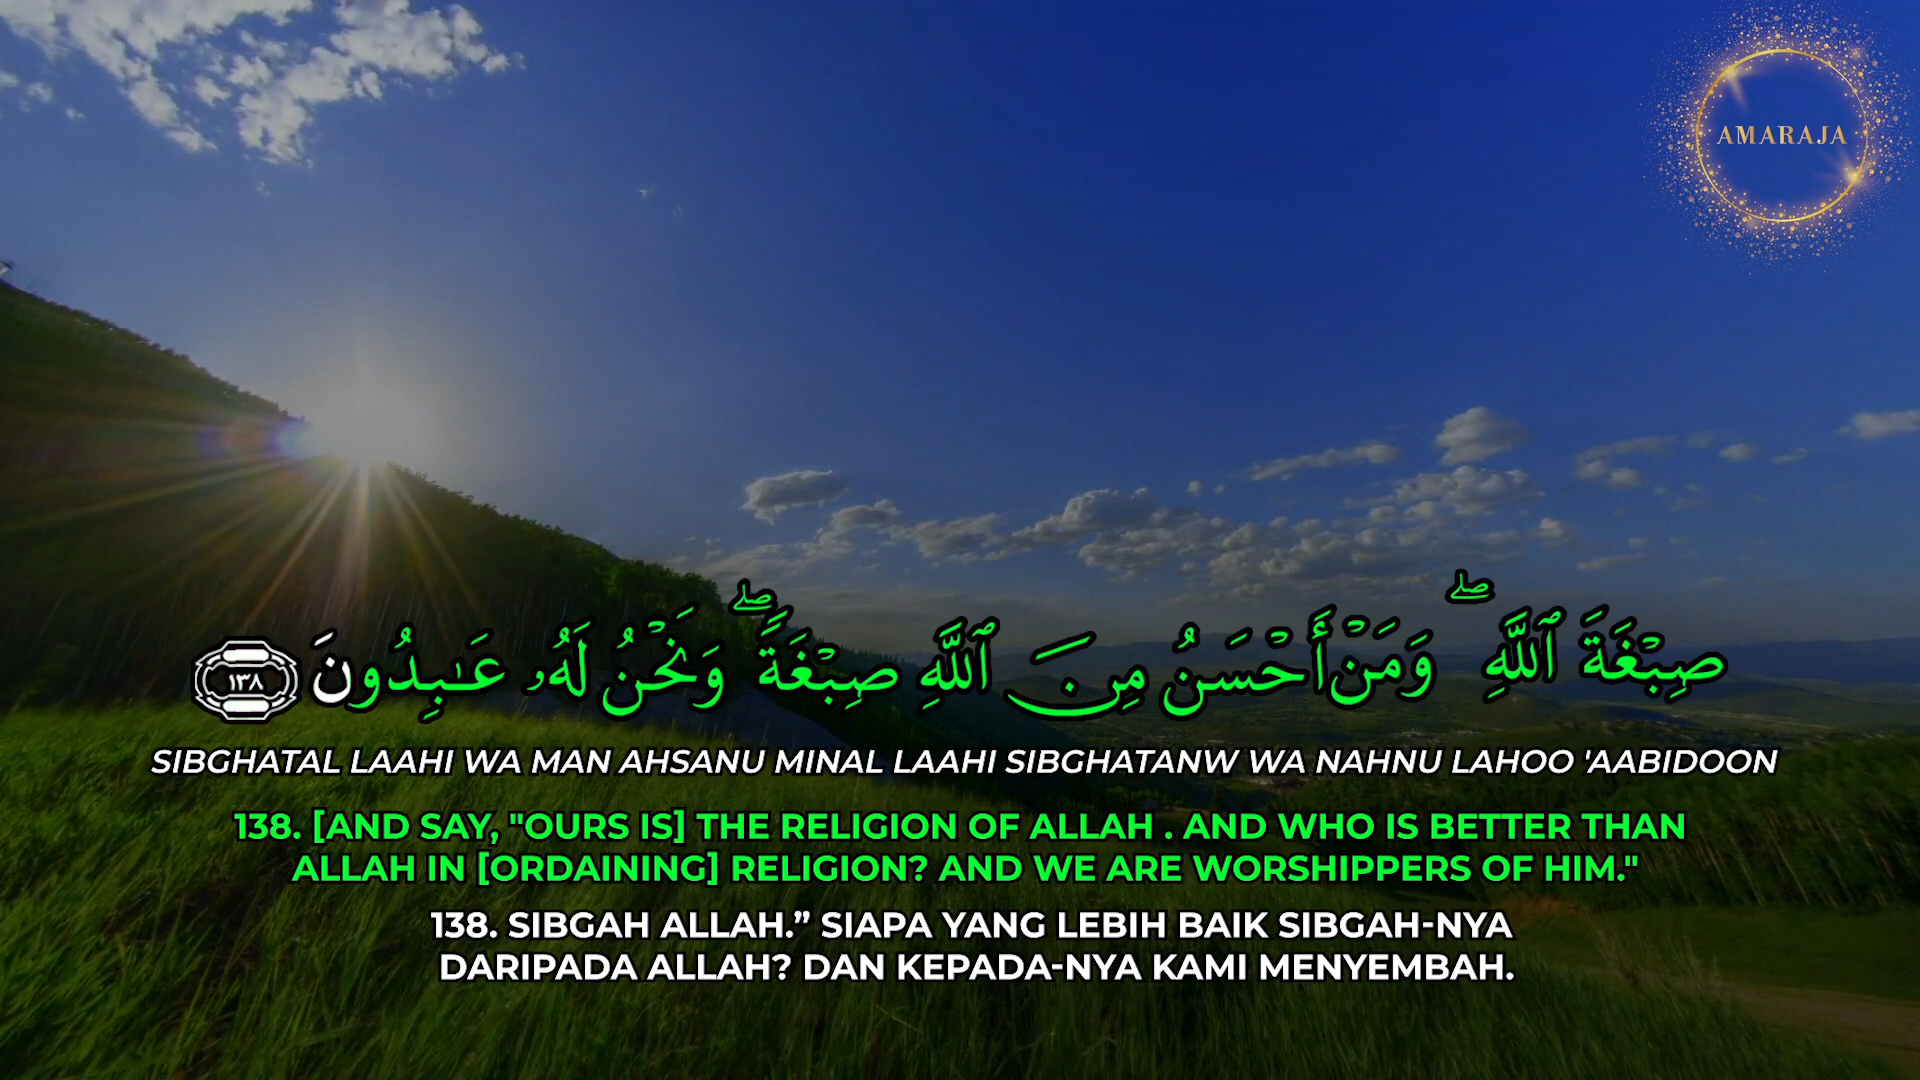 AMARAJA
صِبْغَةَ ٱللَّهِ ۖ وَمَنْ أَحْسَنُ مِنَ ٱللَّهِ صِبْغَةً ۖ وَنَحْنُ لَهُۥ عَـٰبِدُونَ ١٣٨
SIBGHATAL LAAHI WA MAN AHSANU MINAL LAAHI SIBGHATANW WA NAHNU LAHOO 'AABIDOON
138. [AND SAY, "OURS IS] THE RELIGION OF ALLAH . AND WHO IS BETTER THAN
ALLAH IN [ORDAINING] RELIGION? AND WE ARE WORSHIPPERS OF HIM."
138. SIBGAH ALLAH.” SIAPA YANG LEBIH BAIK SIBGAH-NYA
DARIPADA ALLAH? DAN KEPADA-NYA KAMI MENYEMBAH.